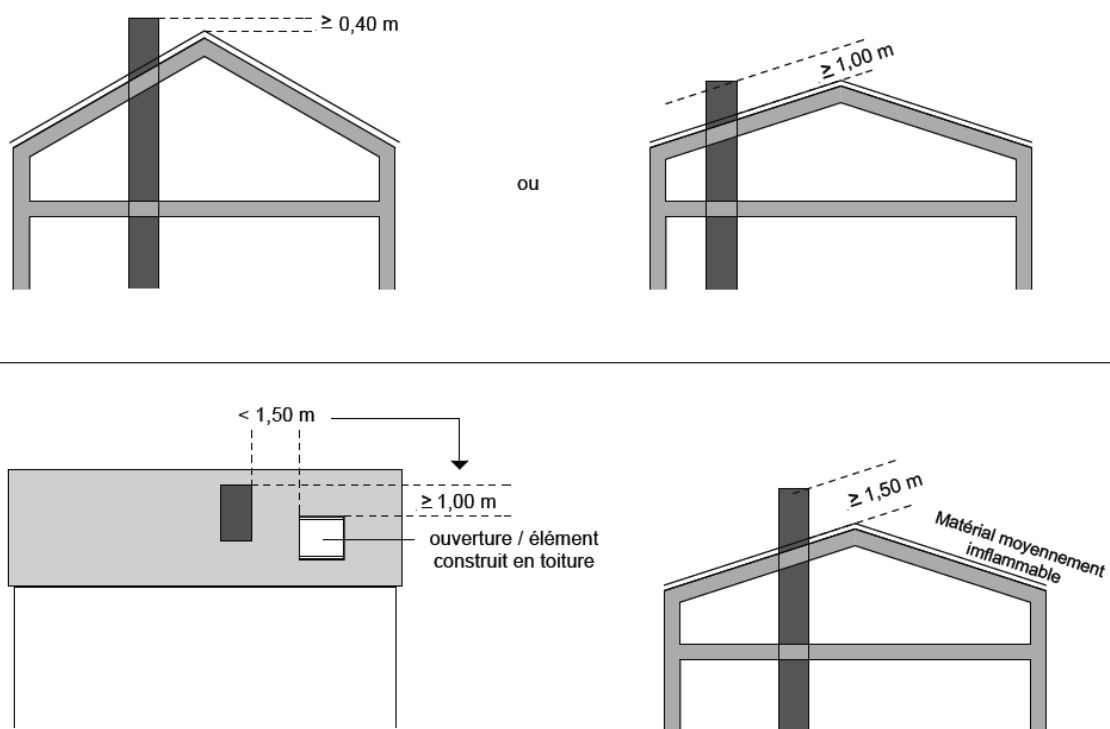 ≥ 0,40 m
≥ 1,00 m
ou
< 1,50 m
≥ 1,00 m
ouverture / élément
construit en toiture
≥ 1,50 m
Matérial moyennement
imflammable